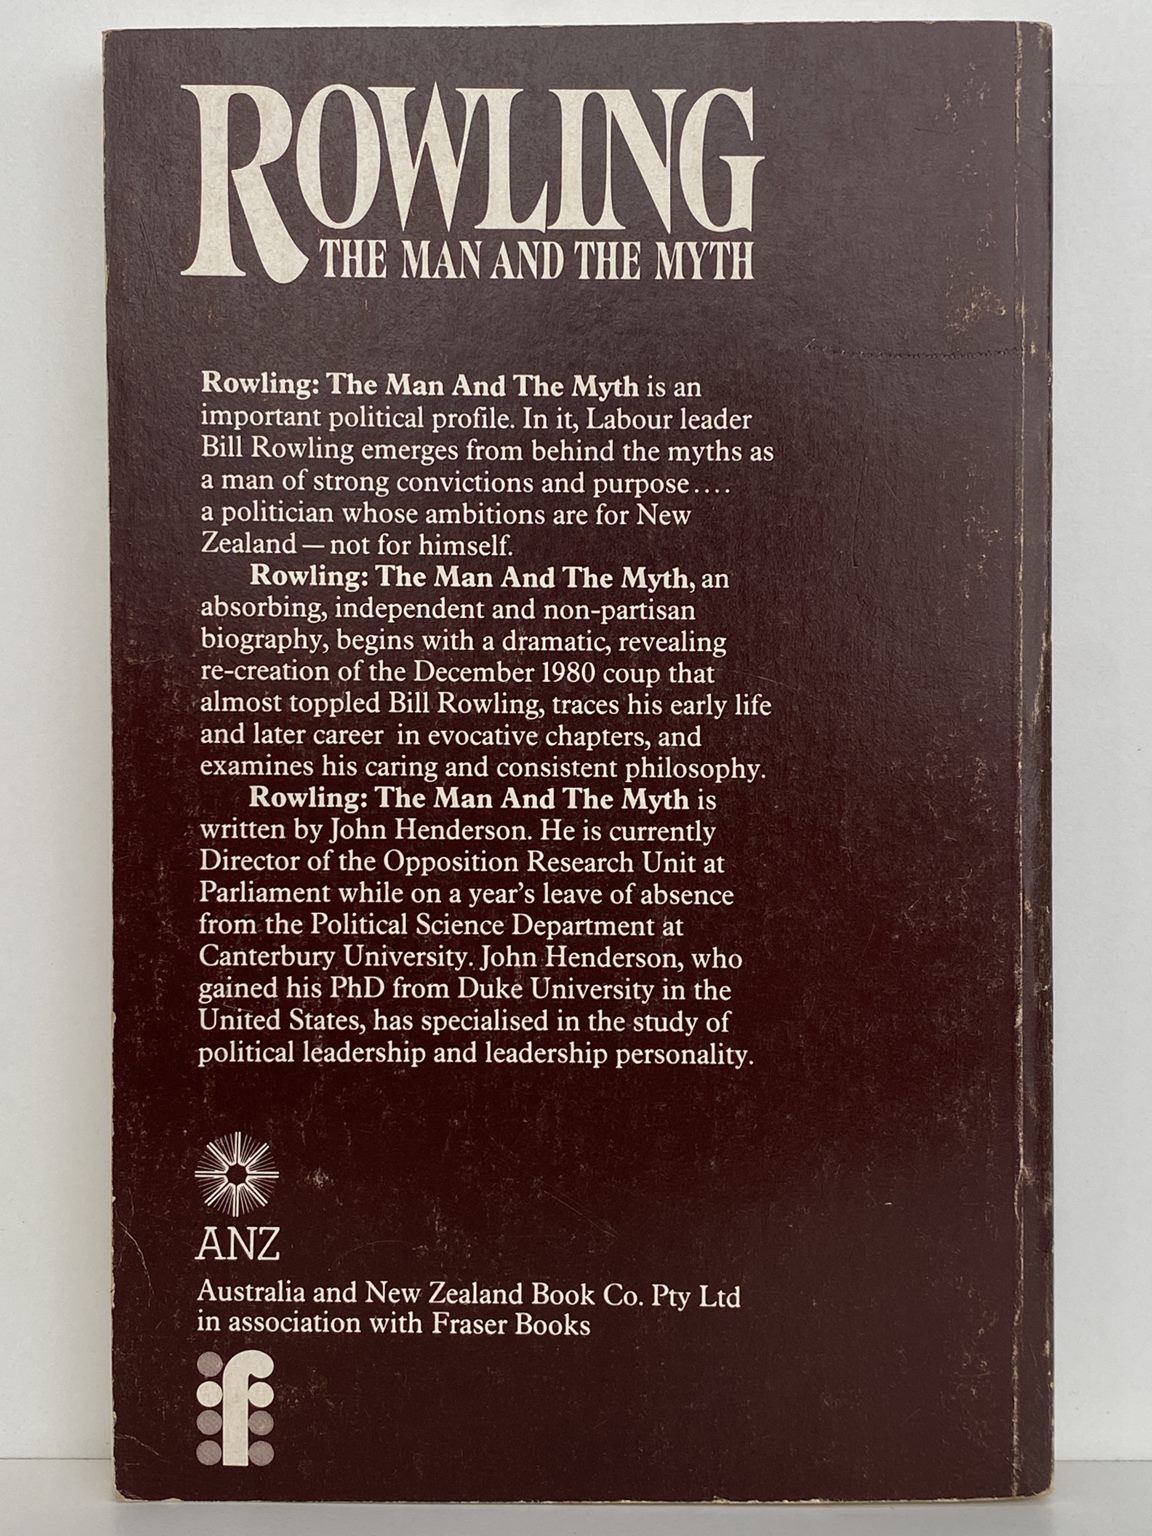 ROWLING
THE MAN AND THE MYTH
Rowling: The Man And The Myth is an
important political profile. In it, Labour leader
Bill Rowling emerges from behind the myths as
a man of strong convictions and purpose....
a politician whose ambitions are for New
Zealand — not for himself.
Rowling: The Man And The Myth, an
absorbing, independent and non-partisan
biography, begins with a dramatic, revealing
re-creation of the December 1980 coup that
almost toppled Bill Rowling, traces his early life
and later career in evocative chapters, and
examines his caring and consistent philosophy.
Rowling: The Man And The Myth is
written by John Henderson. He is currently
Director of the Opposition Research Unit at
Parliament while on a year's leave of absence
from the Political Science Department at
Canterbury University. John Henderson, who
gained his PhD from Duke University in the
United States, has specialised in the study of
political leadership and leadership personality.
ANZ
Australia and New Zealand Book Co. Pty Ltd
in association with Fraser Books
f